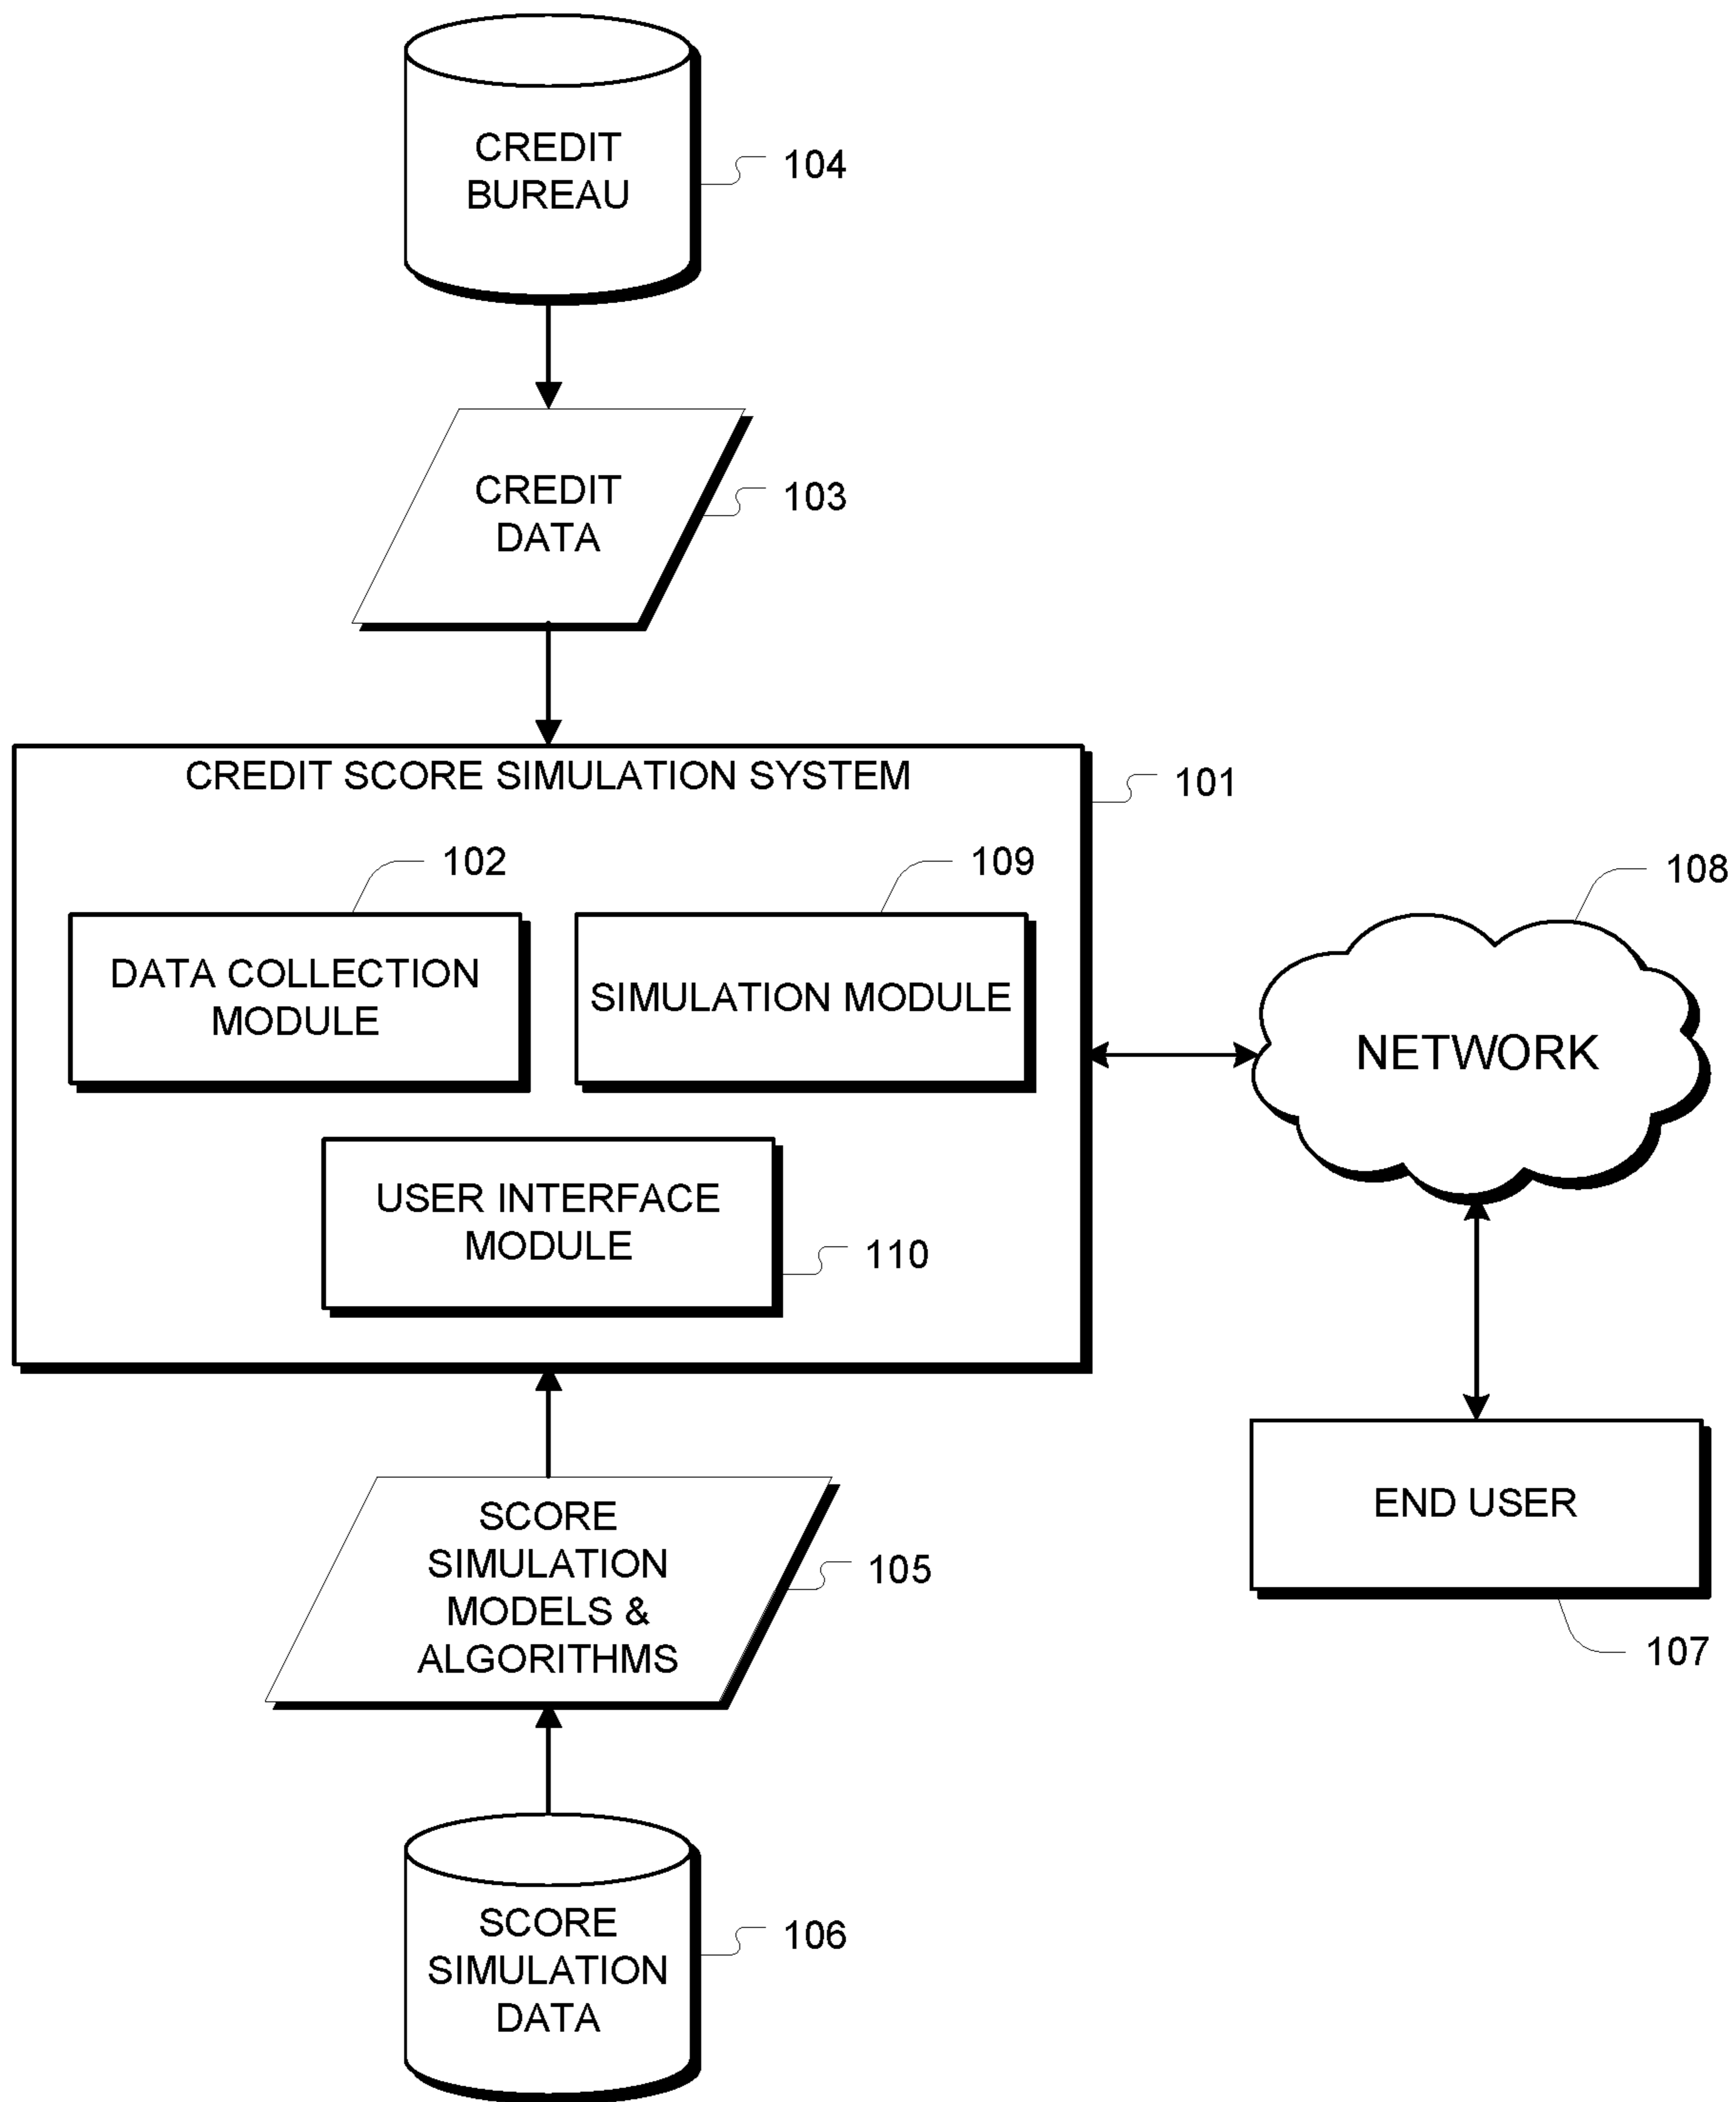 CREDIT
BUREAU
104
CREDIT
DATA
103
CREDIT SCORE SIMULATION SYSTEM
101
102
109
108
DATA COLLECTION
MODULE
SIMULATION MODULE
NETWORK
USER INTERFACE
MODULE
110
SCORE
SIMULATION
MODELS &
ALGORITHMS
105
END USER
107
SCORE
SIMULATION
DATA
106